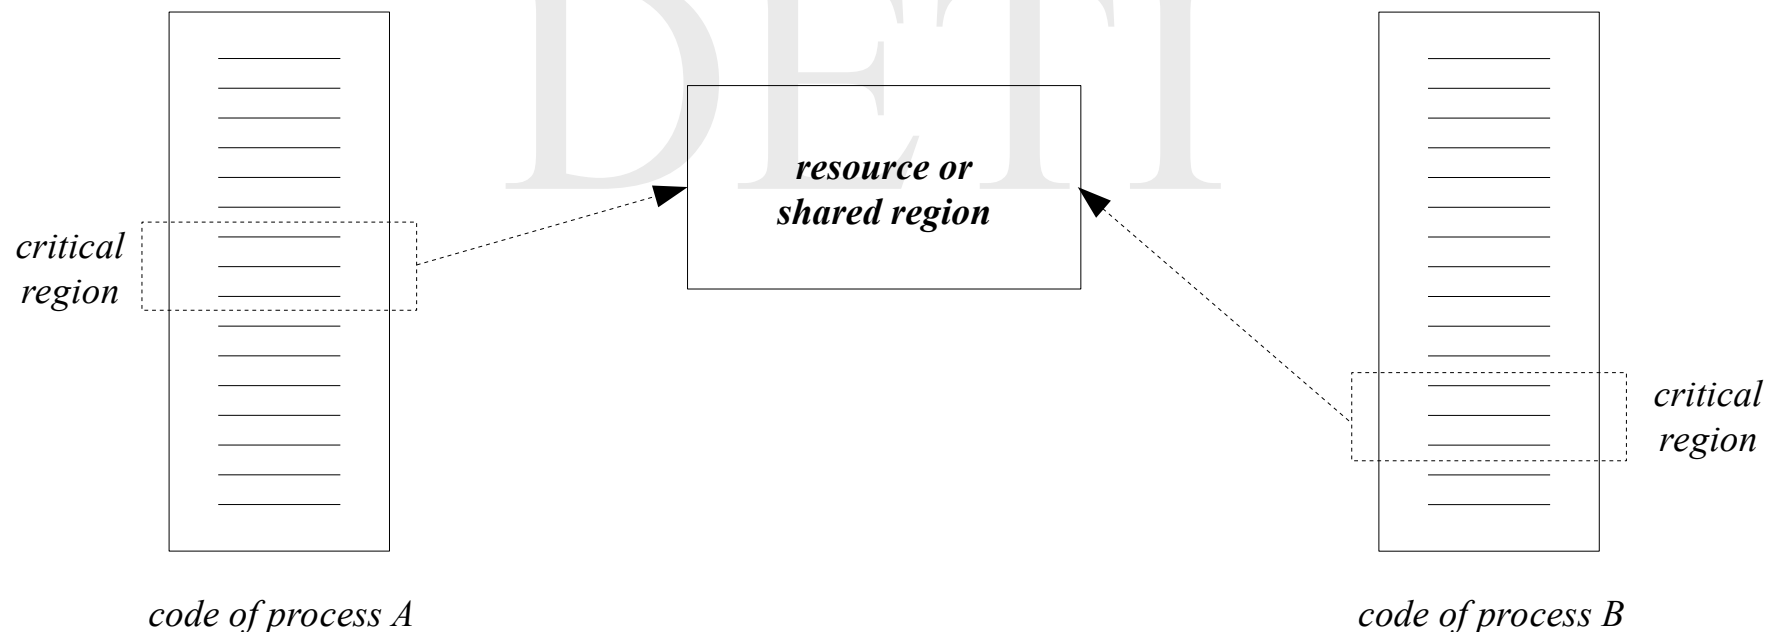 DETI
resource or
shared region
critical
region
critical
region
code of process A
code of process B